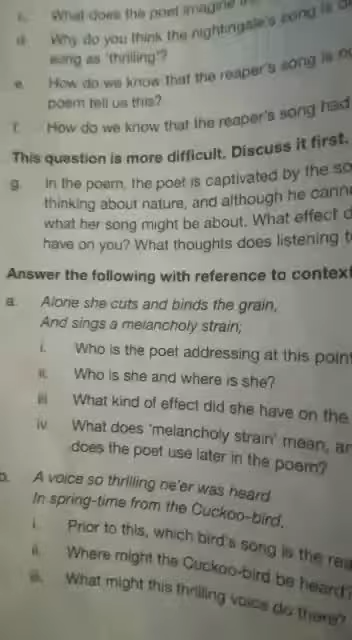 c. What does the poet imagine
d. Why do you think the nightingale's song is
song as 'thrilling'?
e. How do we know that the reaper's song is
poem tell us this?
f. How do we know that the reaper's song had
This question is more difficult. Discuss it first.
g. In the poem, the poet is captivated by the
thinking about nature, and although he
what her song might be about. What effect
have on you? What thoughts does listening
Answer the following with reference to
a. Alone she cuts and binds the grain,
And sings a melancholy strain;
i. Who is the poet addressing at this
ii. Who is she and where is she?
iii. What kind of effect did she have on the
iv. What does 'melancholy strain' mean,
does the poet use later in the poem?
b. A voice so thrilling ne'er was heard
In spring-time from the Cuckoo-bird,
i. Prior to this, which bird's song is the
ii. Where might the Cuckoo-bird be heard?
iii. What might this thrilling voice do there?